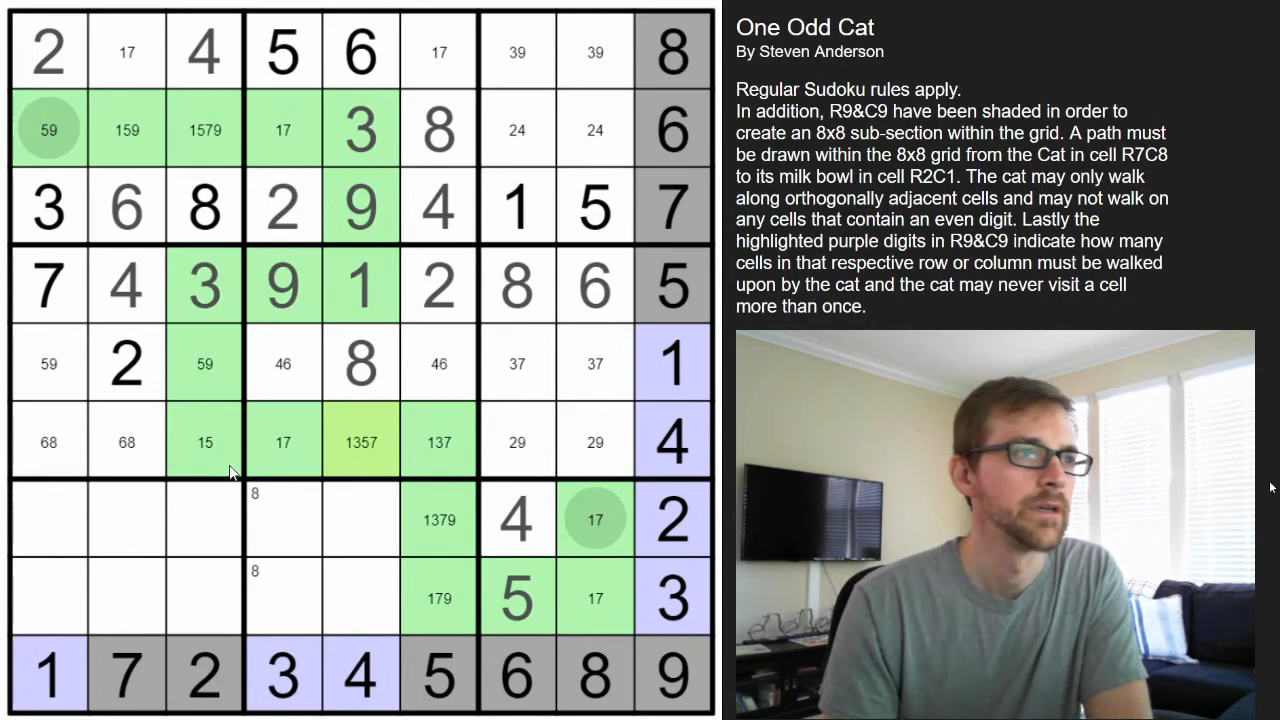 2 17 4 5 6 17 39 39 8
59 159 1579 17 3 8 24 24 6
3 6 8 2 9 4 1 5 7
7 4 3 9 1 2 8 6 5
59 2 59 46 8 46 37 37 1
68 68 15 17 1357 137 29 29 4
8 1379 4 17 2
8 179 5 17 3
1 7 2 3 4 5 6 8 9
One Odd Cat
By Steven Anderson
Regular Sudoku rules apply.
In addition, R9&C9 have been shaded in order to
create an 8x8 sub-section within the grid. A path must
be drawn within the 8x8 grid from the Cat in cell R7C8
to its milk bowl in cell R2C1. The cat may only walk
along orthogonally adjacent cells and may not walk on
any cells that contain an even digit. Lastly the
highlighted purple digits in R9&C9 indicate how many
cells in that respective row or column must be walked
upon by the cat and the cat may never visit a cell
more than once.